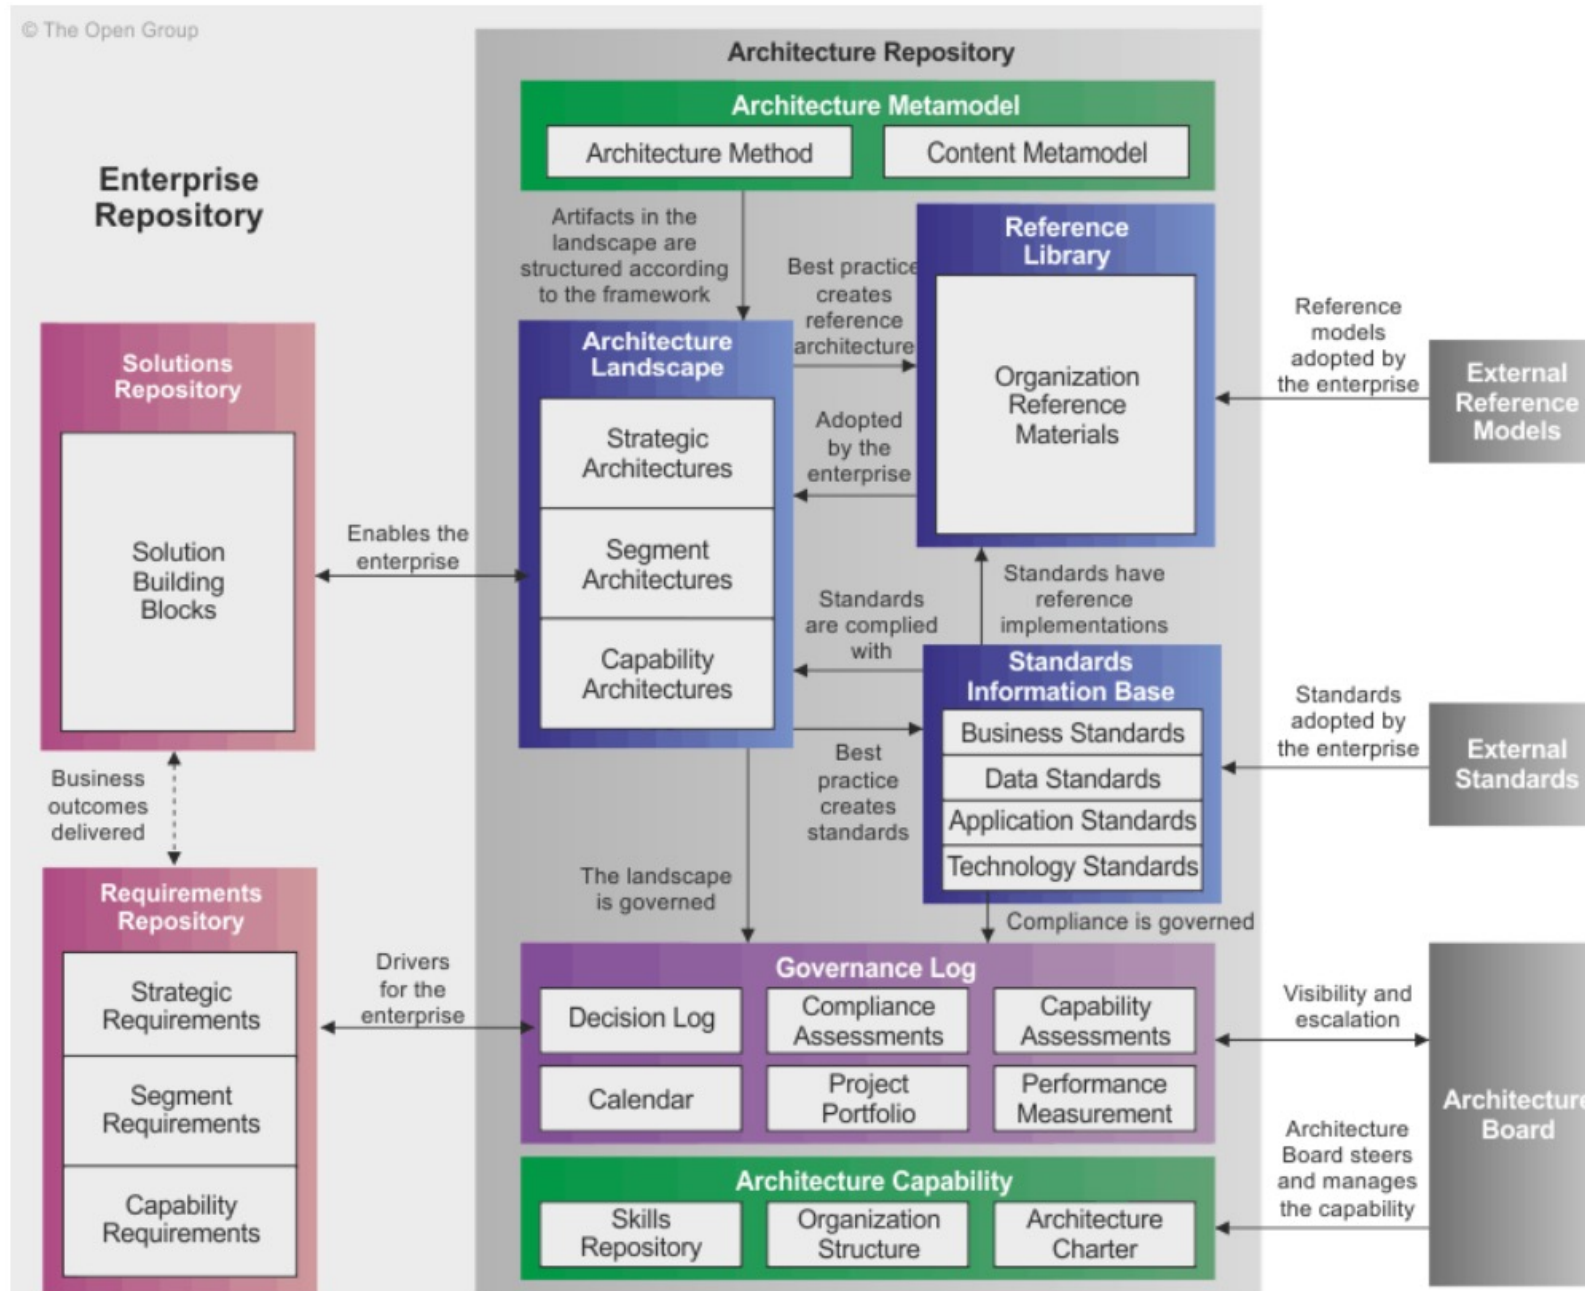 © The Open Group
Architecture Repository
Architecture Metamodel
Architecture Method
Content Metamodel
Enterprise
Repository
Artifacts in the
landscape are
structured according
to the framework
Best practice
creates
reference
architecture
Reference
Library
Organization
Reference
Materials
Reference
models
adopted by
the enterprise
External
Reference
Models
Solutions
Repository
Solution
Building
Blocks
Enables the
enterprise
Architecture
Landscape
Strategic
Architectures
Segment
Architectures
Capability
Architectures
Adopted
by the
enterprise
Standards have
reference
implementations
Standards
are complied
with
Standards
Information Base
Business Standards
Data Standards
Application Standards
Technology Standards
Standards
adopted by
the enterprise
External
Standards
Best
practice
creates
standards
Business
outcomes
delivered
The landscape
is governed
Compliance is governed
Requirements
Repository
Strategic
Requirements
Segment
Requirements
Capability
Requirements
Drivers
for the
enterprise
Governance Log
Decision Log
Compliance
Assessments
Capability
Assessments
Calendar
Project
Portfolio
Performance
Measurement
Visibility and
escalation
Architecture
Board
Architecture
Board steers
and manages
the capability
Architecture Capability
Skills
Repository
Organization
Structure
Architecture
Charter